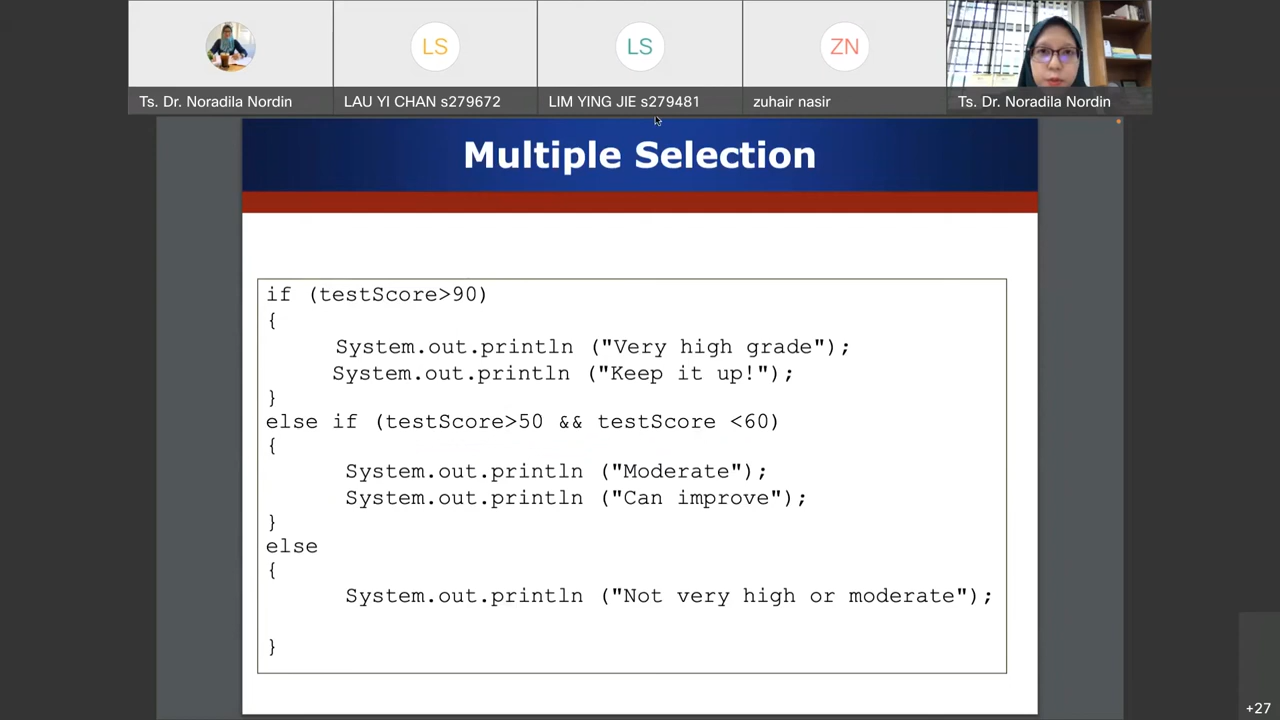 LS
LS
ZN
Ts. Dr. Noradila Nordin
LAU YI CHAN s279672
LIM YING JIE s279481
zuhair nasir
Ts. Dr. Noradila Nordin
Multiple Selection
if (testScore>90)
{
System.out.println ("Very high grade");
System.out.println ("Keep it up!");
}
else if (testScore>50 && testScore <60)
{
System.out.println ("Moderate");
System.out.println ("Can improve");
}
else
{
System.out.println ("Not very high or moderate");
}
+27